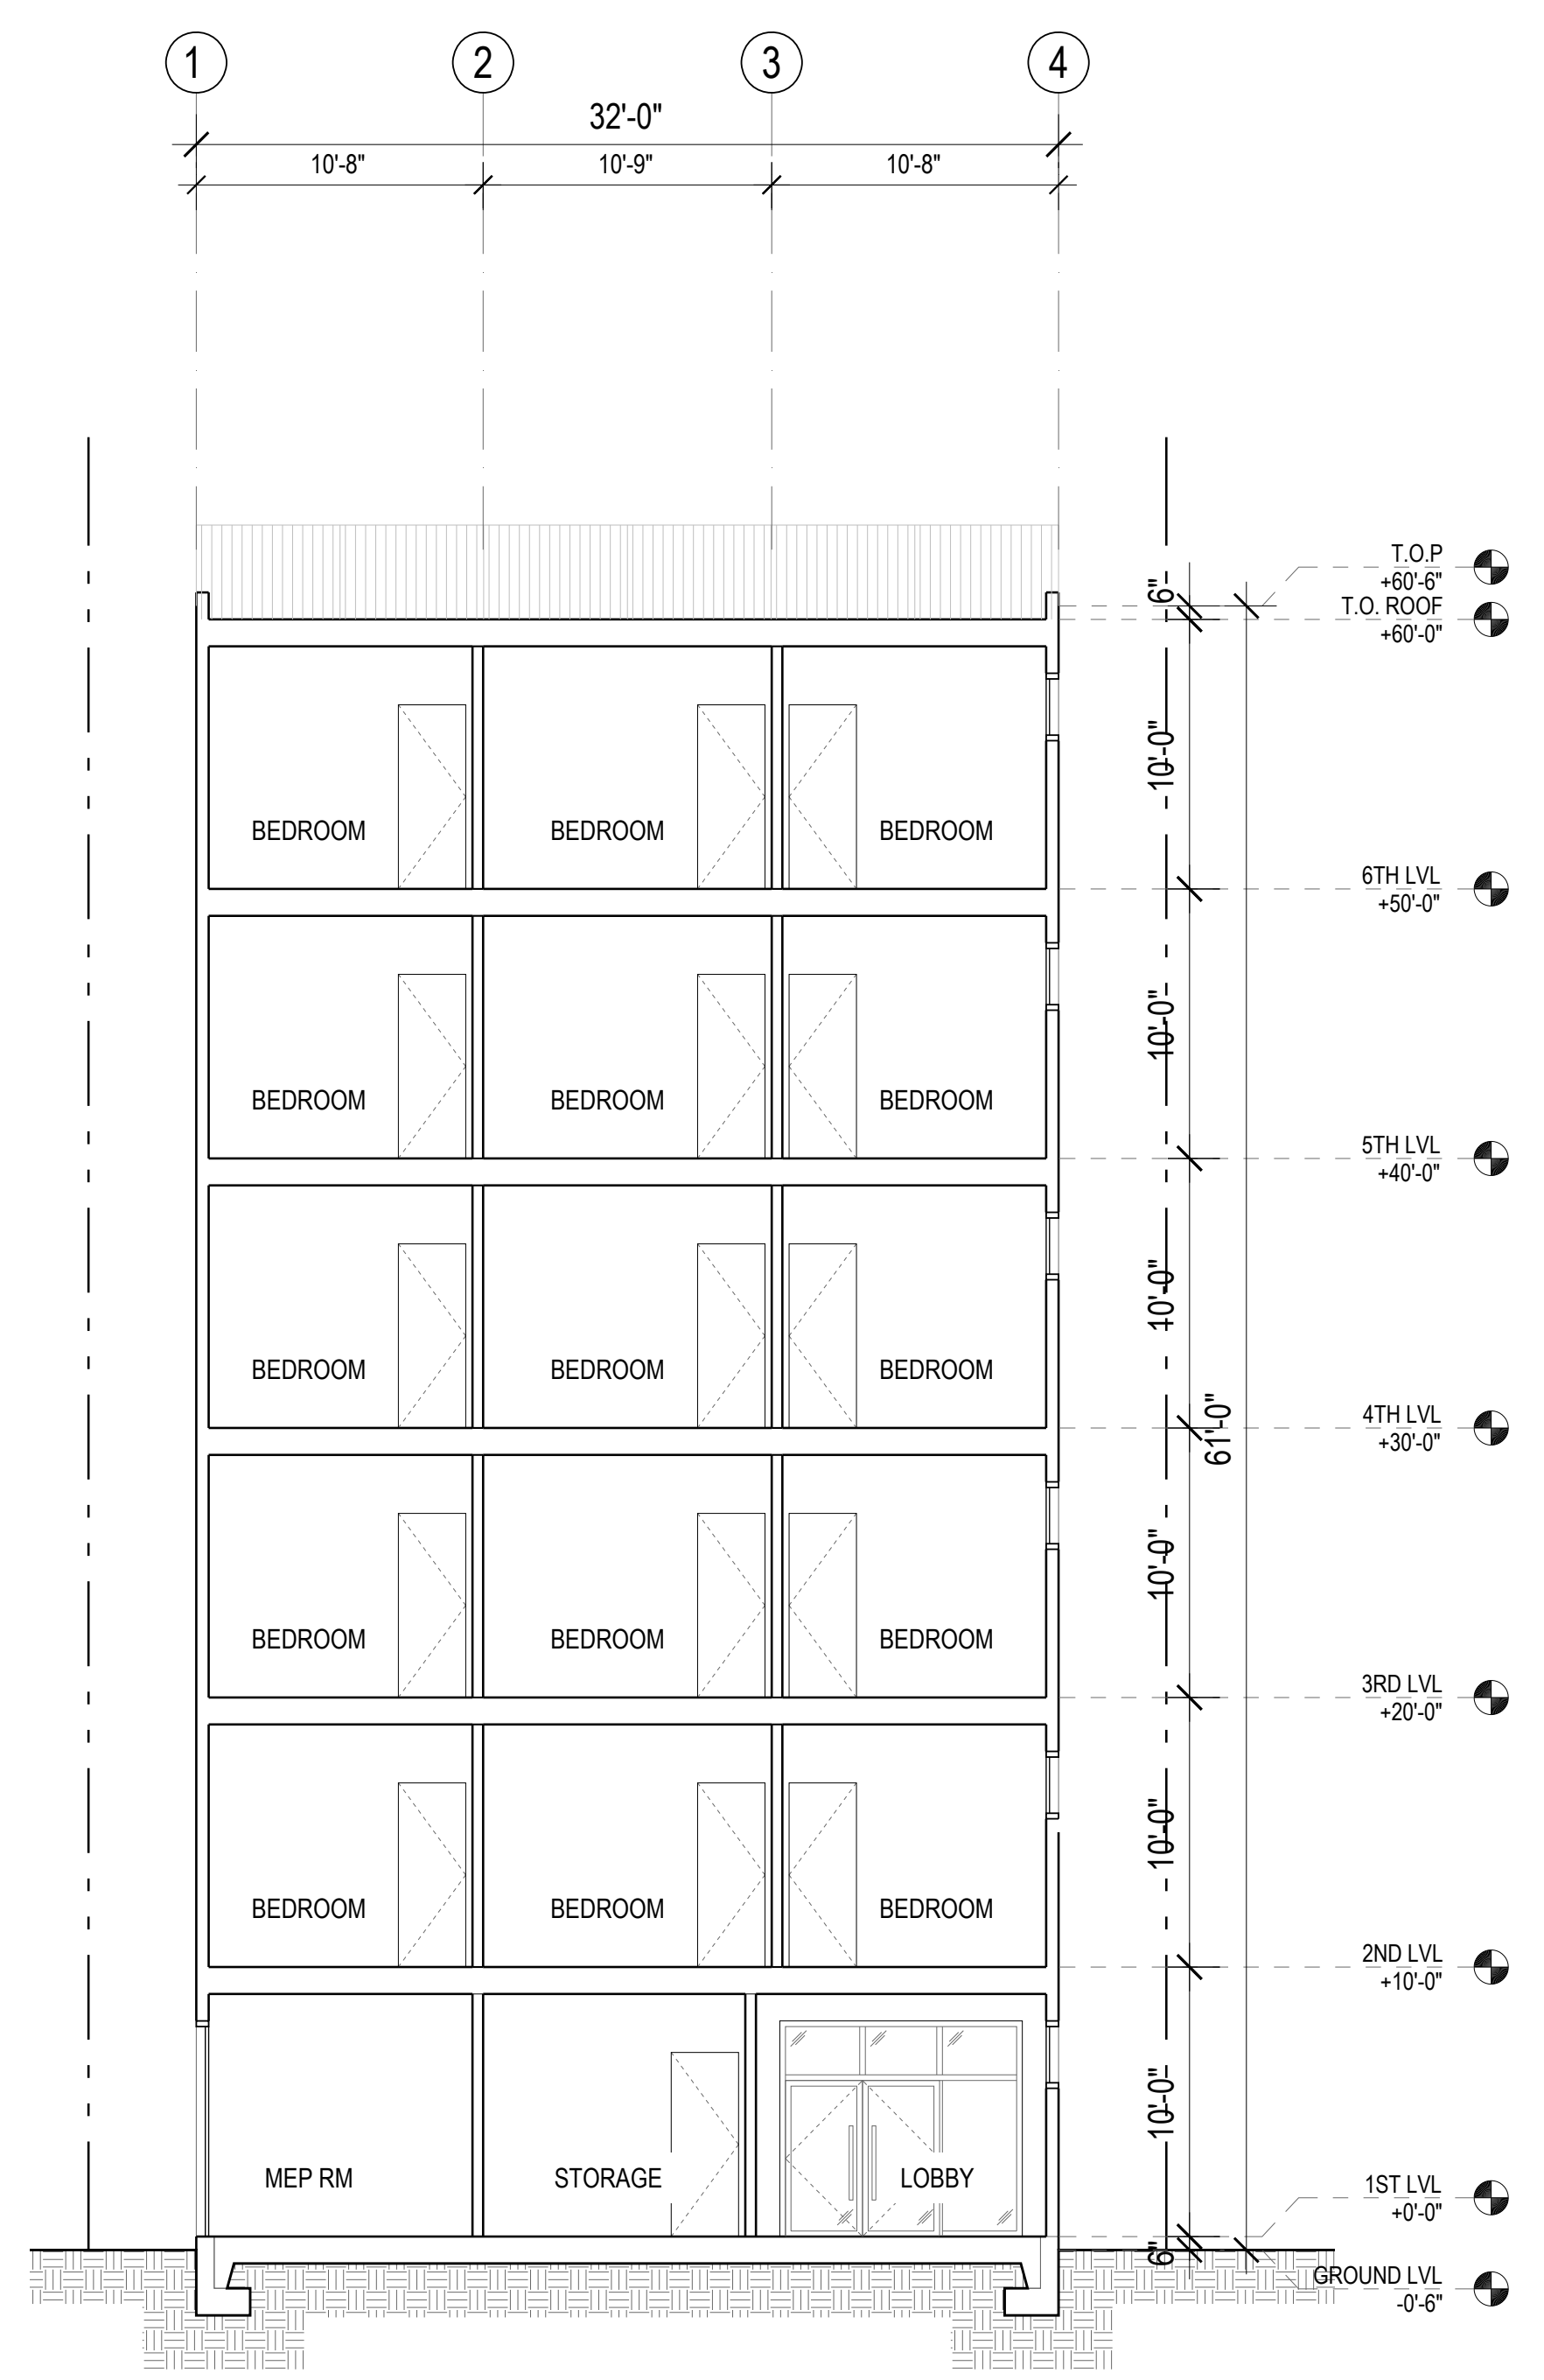 1 2 3 4
32'-0"
10'-8" 10'-9" 10'-8"
T.O.P
+60'-6"
6"
T.O. ROOF
+60'-0"
10'-0"
BEDROOM BEDROOM BEDROOM
6TH LVL
+50'-0"
10'-0"
BEDROOM BEDROOM BEDROOM
5TH LVL
+40'-0"
10'-0"
BEDROOM BEDROOM BEDROOM
4TH LVL
+30'-0"
61'-0"
10'-0"
BEDROOM BEDROOM BEDROOM
3RD LVL
+20'-0"
10'-0"
BEDROOM BEDROOM BEDROOM
2ND LVL
+10'-0"
10'-0"
MEP RM STORAGE LOBBY
1ST LVL
+0'-0"
6"
GROUND LVL
-0'-6"